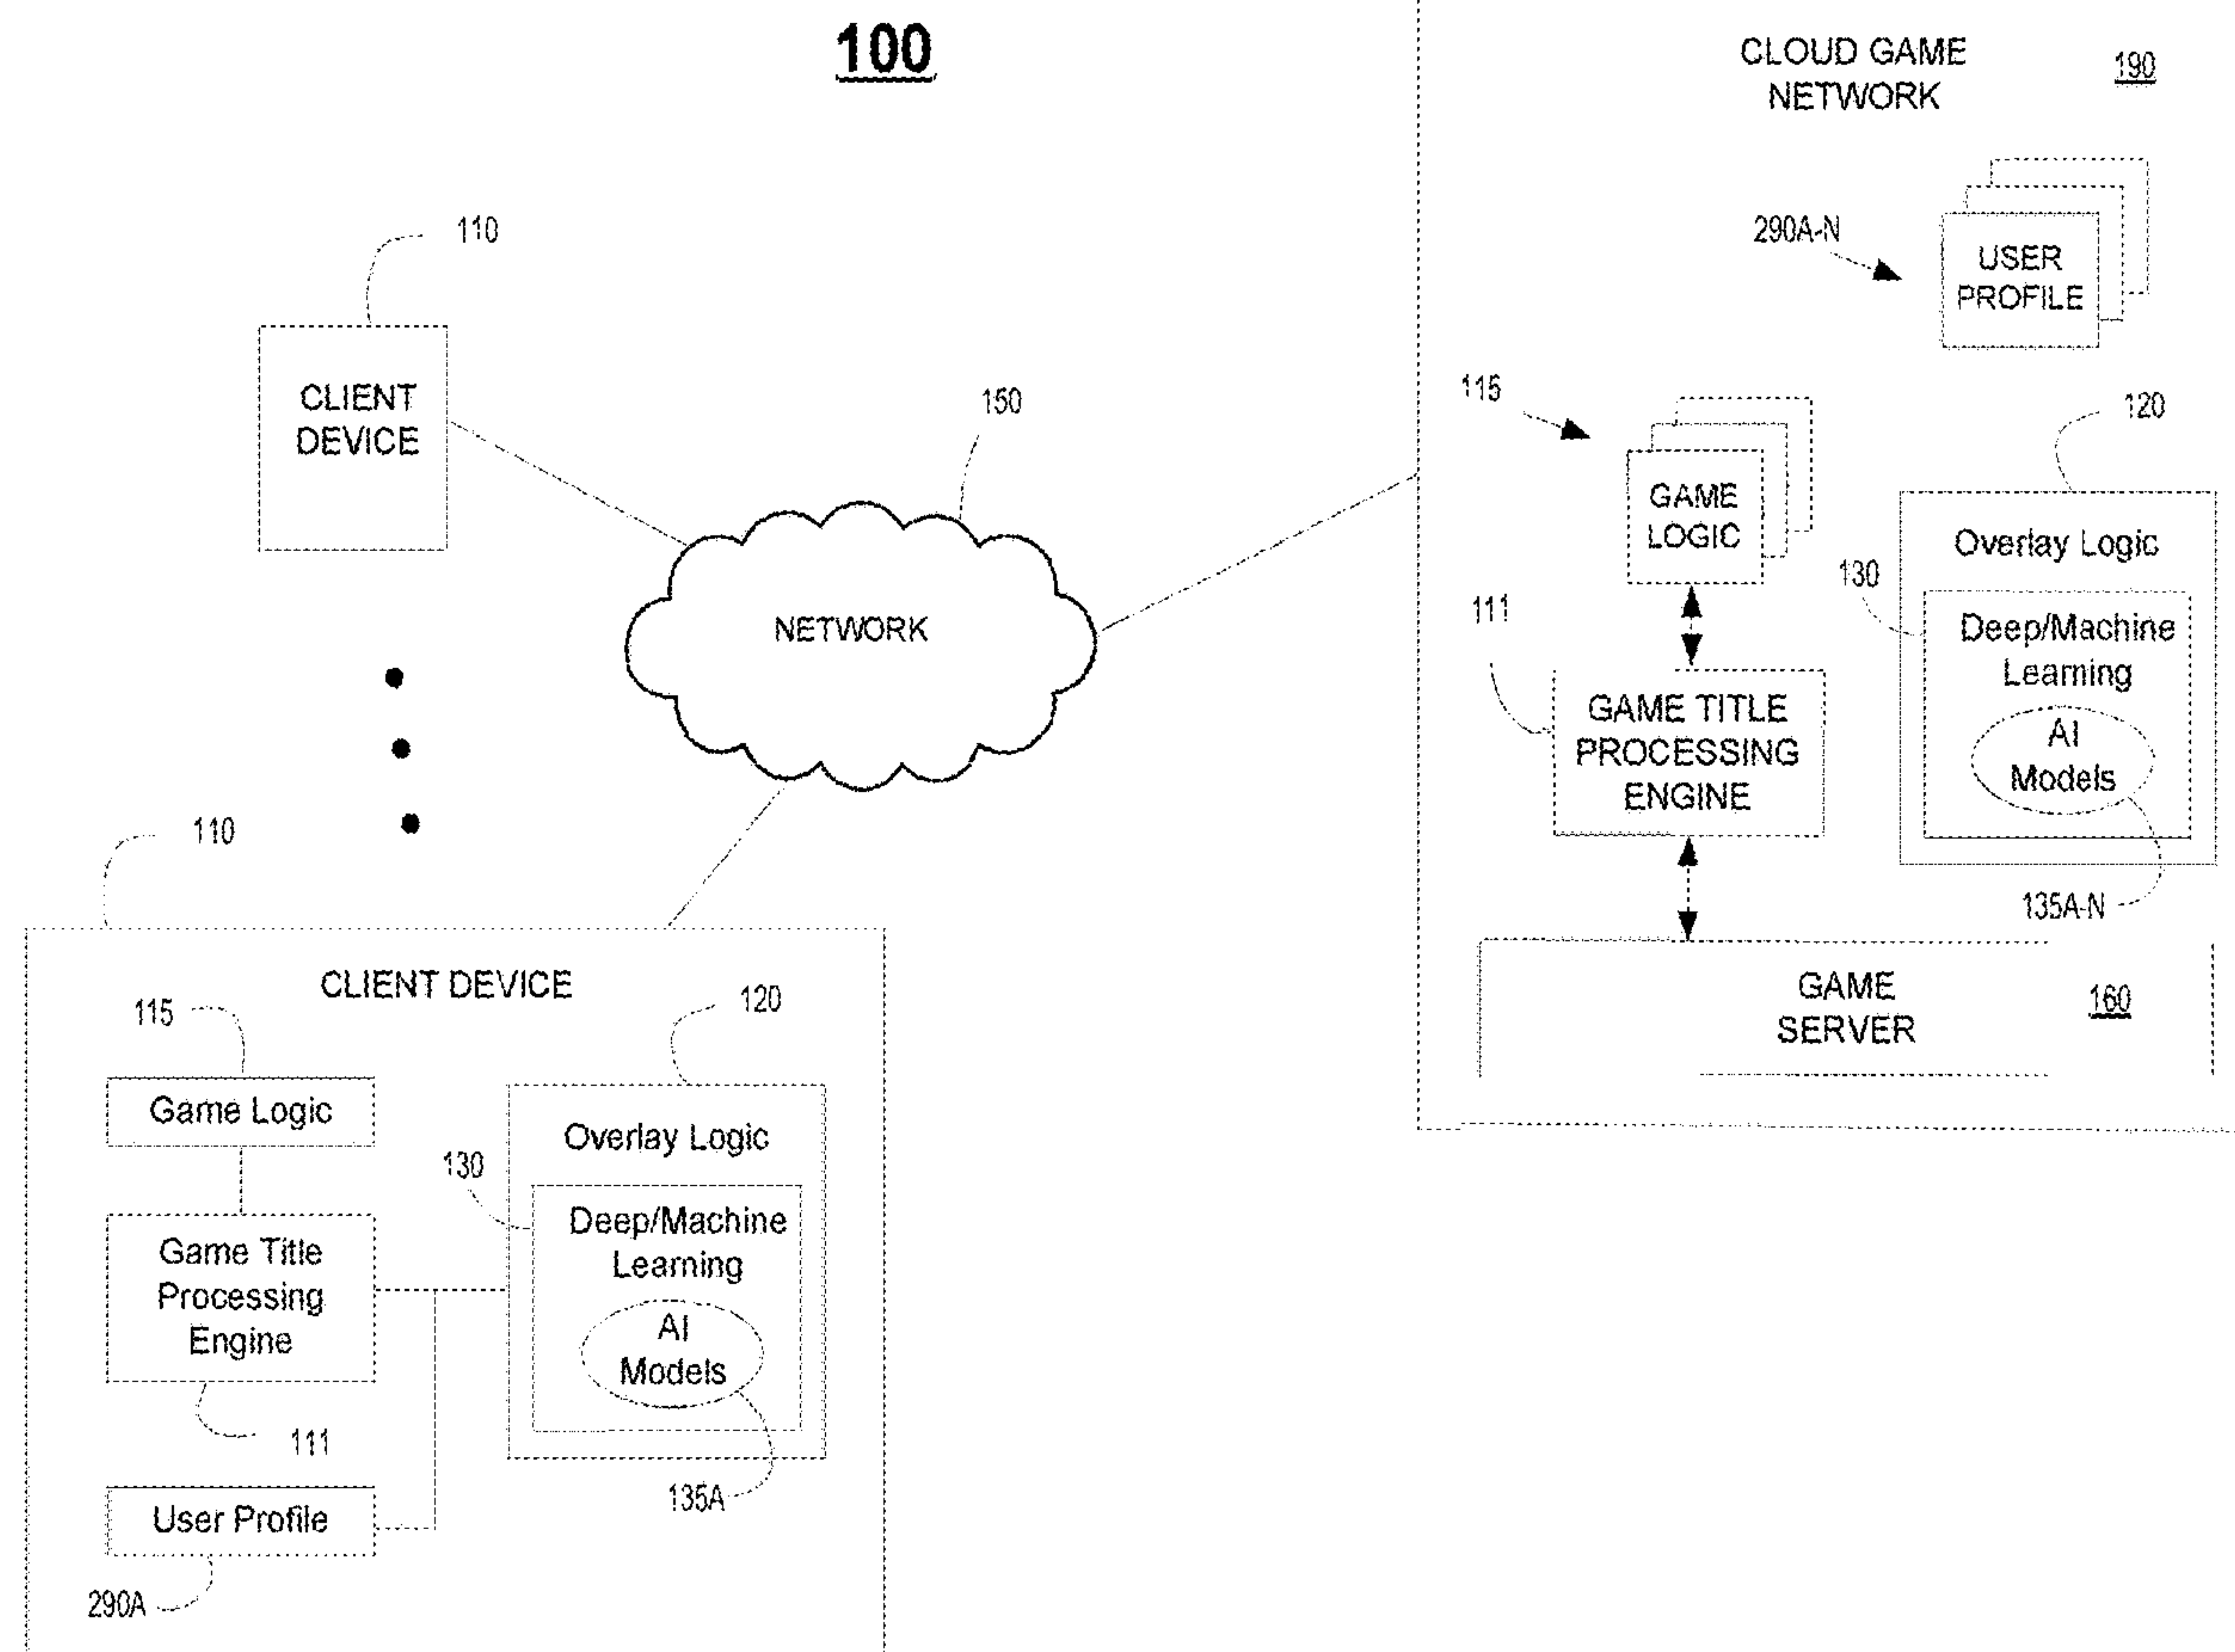 100
CLOUD GAME
NETWORK
190
110
290A-N
USER
PROFILE
CLIENT
DEVICE
150
115
120
GAME
LOGIC
Overlay Logic
130
NETWORK
111
Deep/Machine
Learning
GAME TITLE
PROCESSING
ENGINE
AI
Models
110
135A-N
CLIENT DEVICE
GAME
SERVER
160
115
120
Game Logic
Overlay Logic
130
Deep/Machine
Learning
Game Title
Processing
Engine
AI
Models
111
135A
User Profile
290A